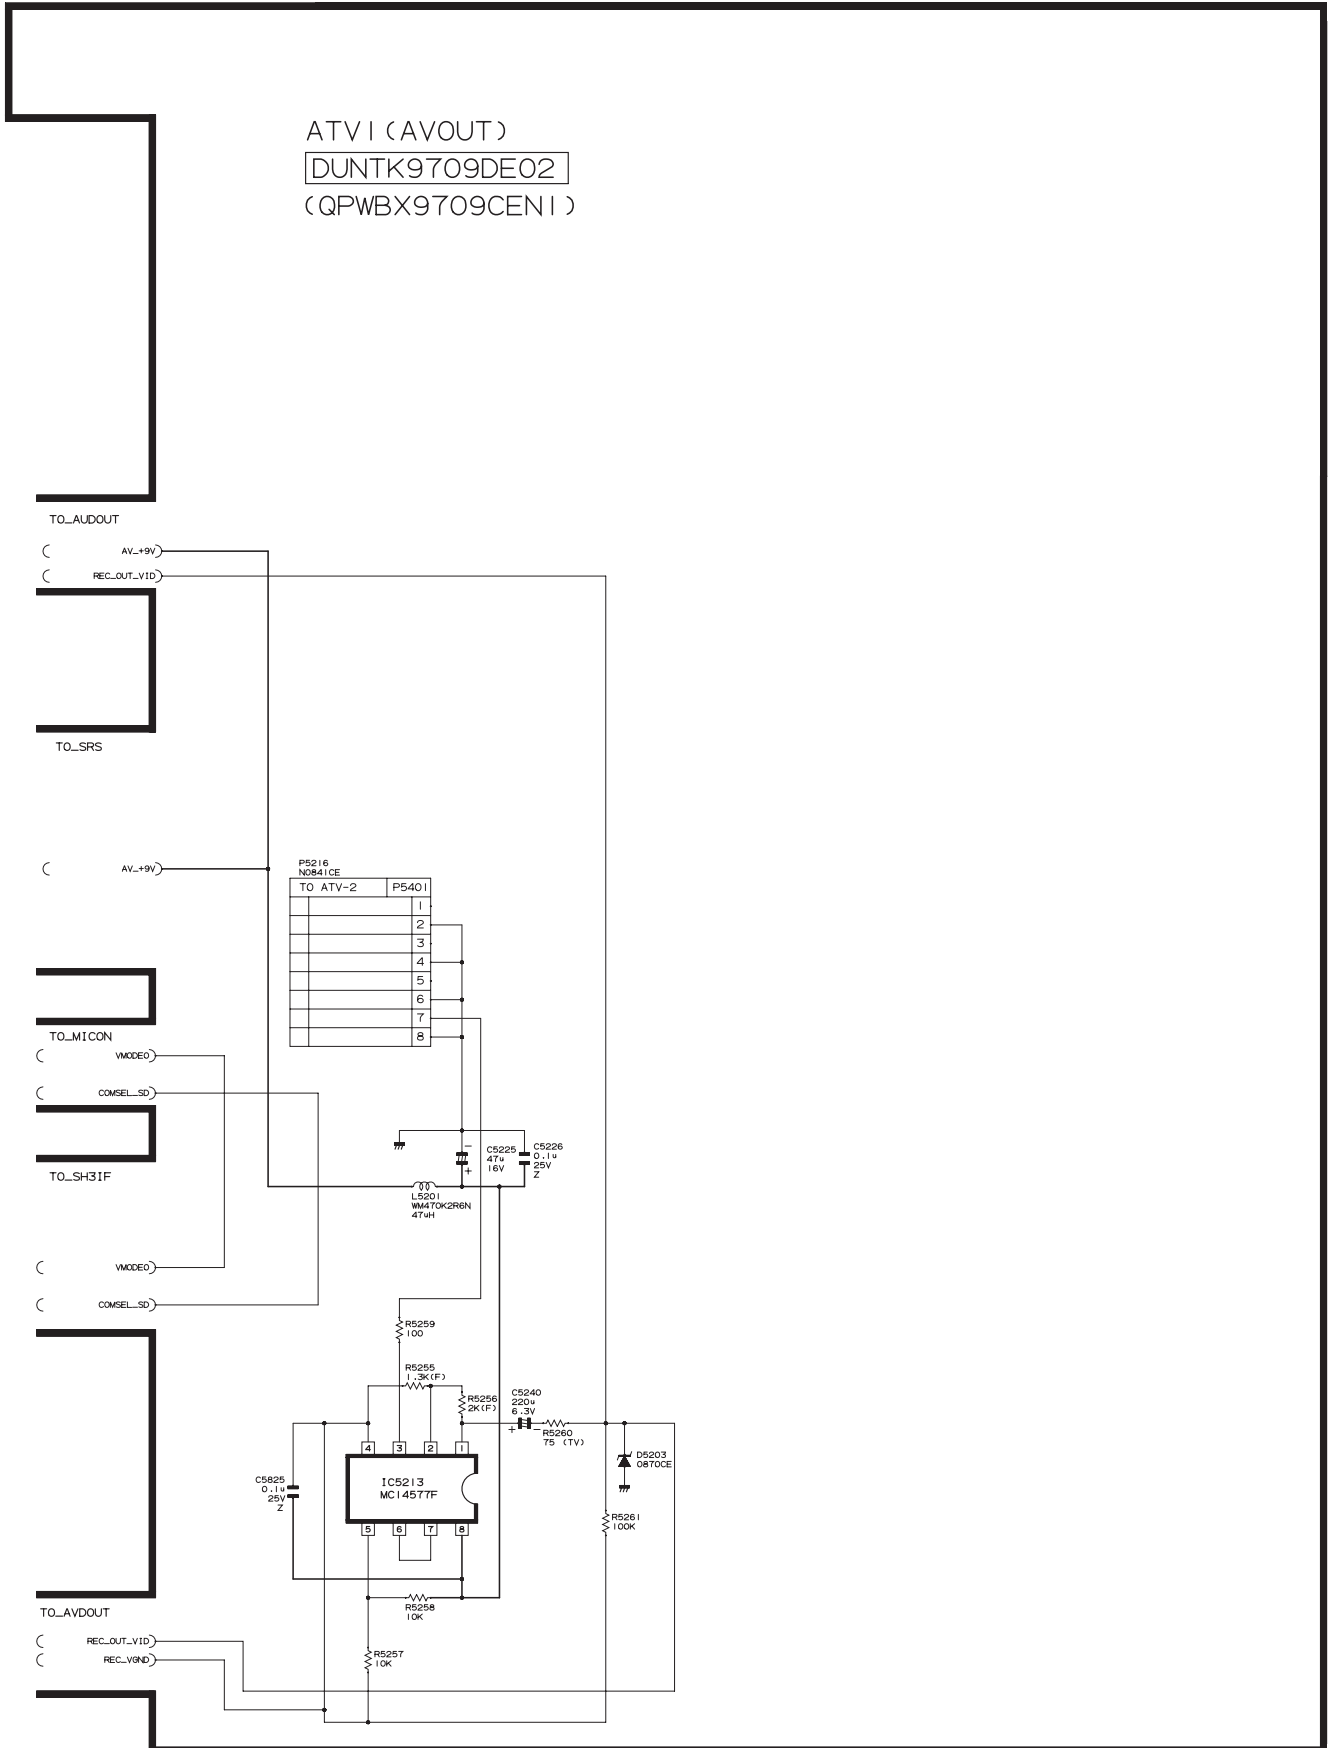 ATV1(AVOUT)
DUNTK9709DE02
(QPWBX9709CEN1)
TO_AUDOUT
AV_+9V
REC_OUT_VID
TO_SRS
AV_+9V
P5216
N0841CE
TO ATV-2 P5401
1
2
3
4
5
6
7
8
TO_MICON
VMODE0
COMSEL_SD
TO_SH3IF
C5225
47u
16V
C5226
0.1u
25V
Z
- 
+
L5201
WM470K2R6N
47uH
VMODE0
COMSEL_SD
R5259
100
R5255
1.3K(F)
R5256
2K(F)
C5240
220u
6.3V
+ -
R5260
75 (TV)
4 3 2 1
IC5213
MC14577F
5 6 7 8
C5825
0.1u
25V
Z
D5203
0870CE
R5261
100K
R5258
10K
TO_AVDOUT
REC_OUT_VID
REC_VGND
R5257
10K